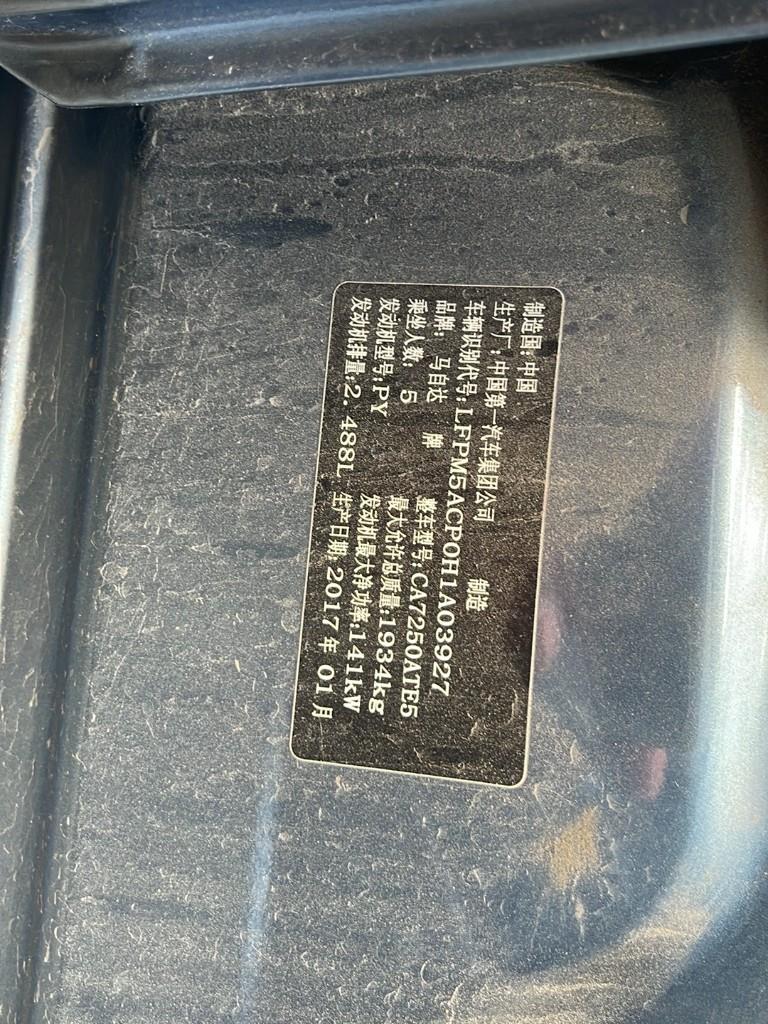 制造国:中国
生产厂:中国第一汽车集团公司 制造
车辆识别代号:LFPM5ACP0H1A03927
品牌: 马自达 牌 整车型号:CA7250ATE5
乘坐人数: 5 最大允许总质量:1934kg
发动机型号:PY 发动机最大净功率:141kW
发动机排量:2.488L 生产日期:2017年 01月